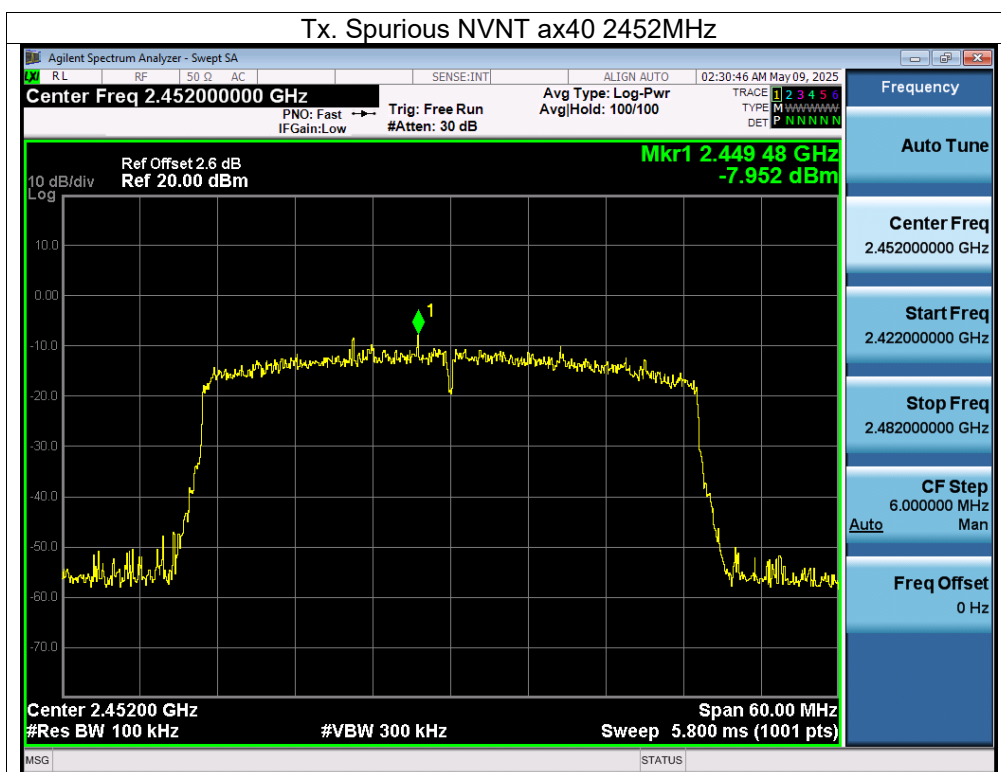 Tx. Spurious NVNT ax40 2452MHz
Agilent Spectrum Analyzer - Swept SA
LXI RL RF 50 Ω AC SENSE:INT ALIGN AUTO 02:30:46 AM May 09, 2025
Center Freq 2.452000000 GHz
PNO: Fast
IFGain:Low
Trig: Free Run
#Atten: 30 dB
Avg Type: Log-Pwr
Avg|Hold: 100/100
TRACE 1 2 3 4 5 6
TYPE M WWWWW
DET P N N N N N
Mkr1 2.449 48 GHz
-7.952 dBm
Ref Offset 2.6 dB
10 dB/div Ref 20.00 dBm
Log
10.0
0.00
-10.0
-20.0
-30.0
-40.0
-50.0
-60.0
-70.0
1
Center 2.45200 GHz Span 60.00 MHz
#Res BW 100 kHz #VBW 300 kHz Sweep 5.800 ms (1001 pts)
MSG STATUS
Frequency
Auto Tune
Center Freq
2.452000000 GHz
Start Freq
2.422000000 GHz
Stop Freq
2.482000000 GHz
CF Step
6.000000 MHz
Auto Man
Freq Offset
0 Hz